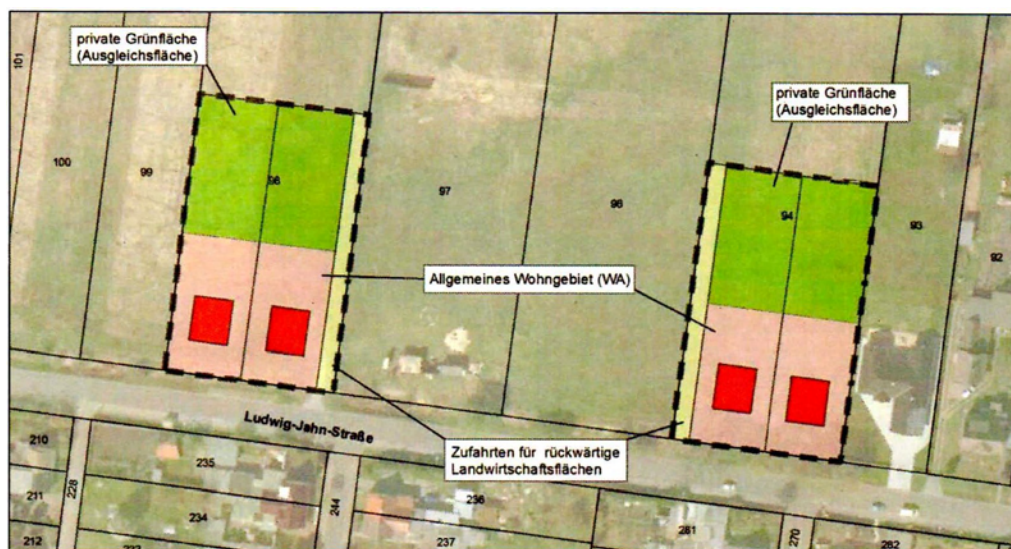 private Grünfläche
(Ausgleichsfläche)
private Grünfläche
(Ausgleichsfläche)
101
100
99
98
97
96
94
93
92
Allgemeines Wohngebiet (WA)
Ludwig-Jahn-Straße
Zufahrten für rückwärtige
Landwirtschaftsflächen
210
211
212
228
235
234
244
236
237
261
270
262